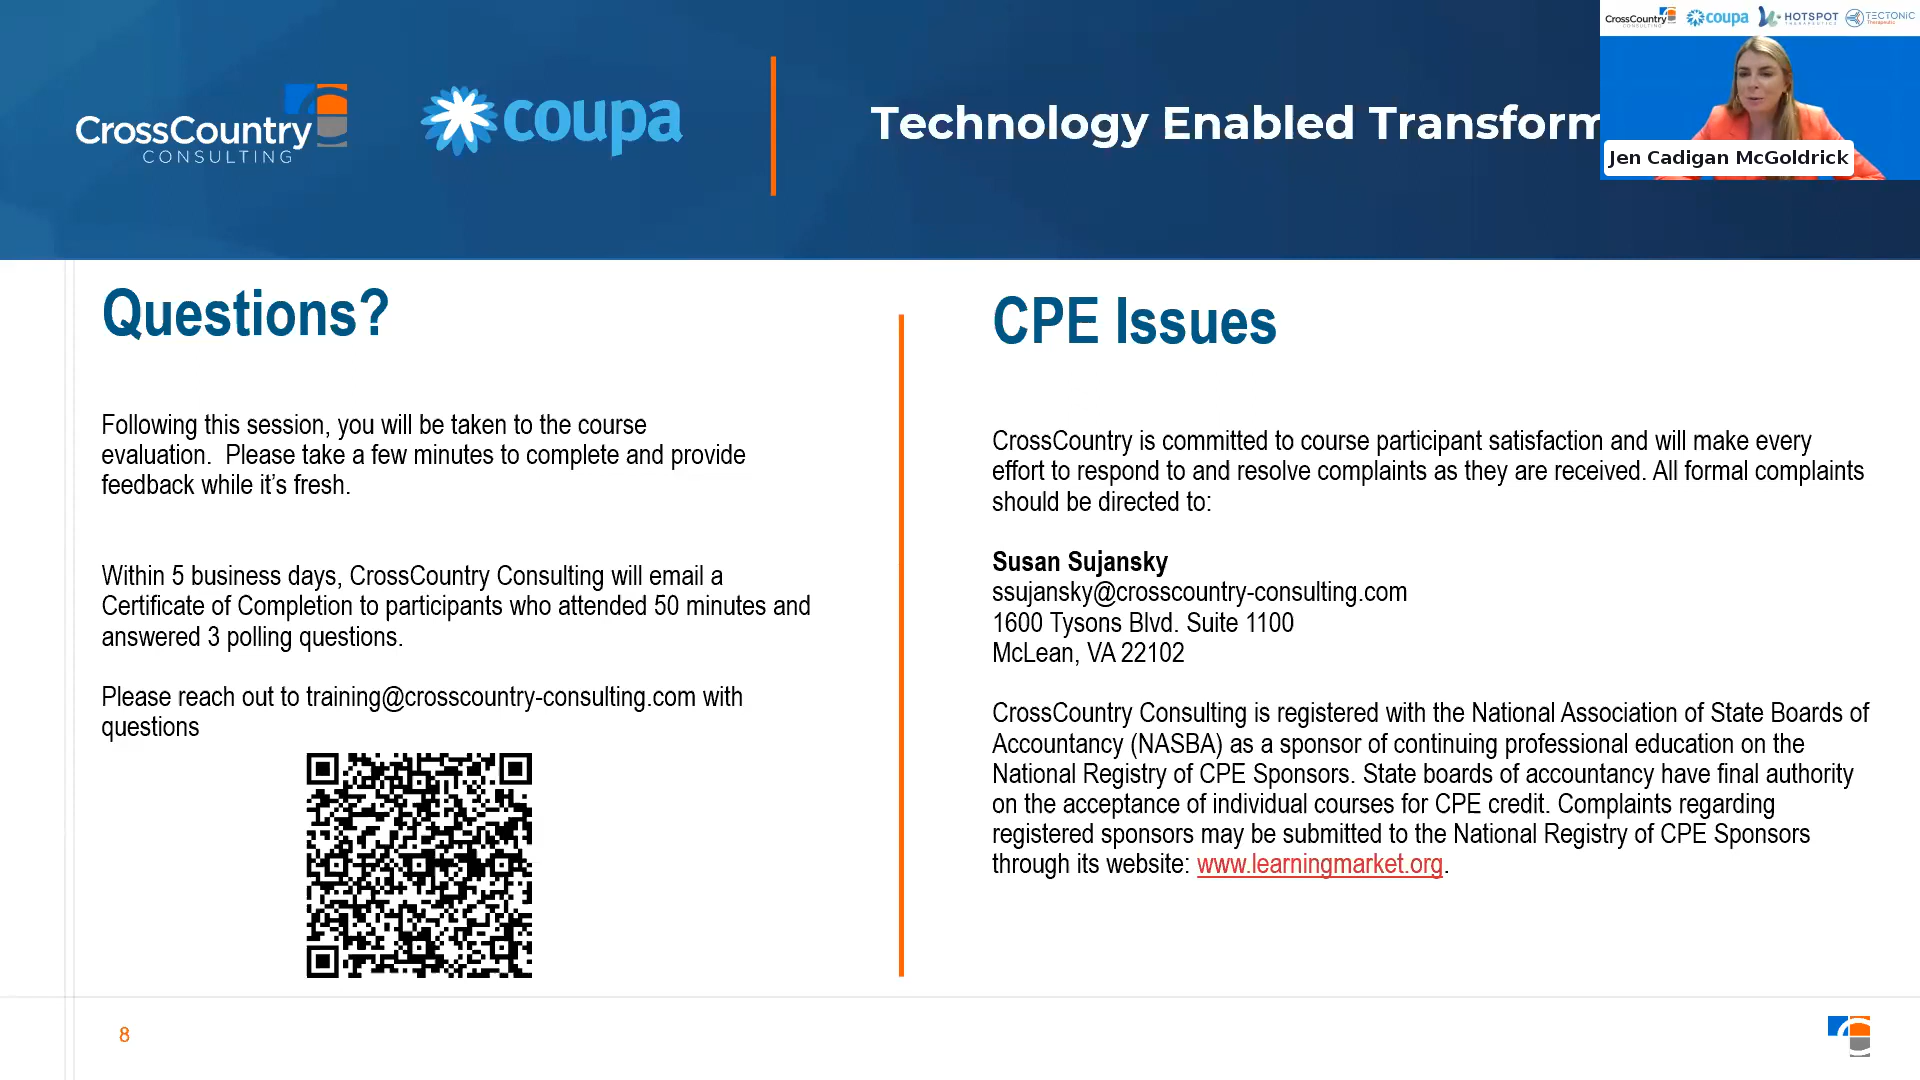 CrossCountry
CONSULTING
coupa
Technology Enabled Transform
CrossCountry
CONSULTING
coupa
HOTSPOT
THERAPEUTICS
TECTONIC
Therapeutic
Jen Cadigan McGoldrick
Questions?
Following this session, you will be taken to the course
evaluation.  Please take a few minutes to complete and provide
feedback while it’s fresh.
Within 5 business days, CrossCountry Consulting will email a
Certificate of Completion to participants who attended 50 minutes and
answered 3 polling questions.
Please reach out to training@crosscountry-consulting.com with
questions
CPE Issues
CrossCountry is committed to course participant satisfaction and will make every
effort to respond to and resolve complaints as they are received. All formal complaints
should be directed to:
Susan Sujansky
ssujansky@crosscountry-consulting.com
1600 Tysons Blvd. Suite 1100
McLean, VA 22102
CrossCountry Consulting is registered with the National Association of State Boards of
Accountancy (NASBA) as a sponsor of continuing professional education on the
National Registry of CPE Sponsors. State boards of accountancy have final authority
on the acceptance of individual courses for CPE credit. Complaints regarding
registered sponsors may be submitted to the National Registry of CPE Sponsors
through its website: www.learningmarket.org.
8